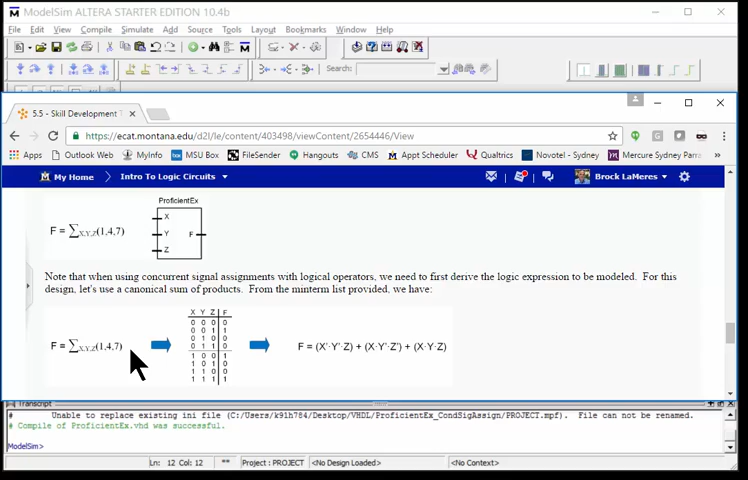 ModelSim ALTERA STARTER EDITION 10.4b
File Edit View Compile Simulate Add Source Tools Layout Bookmarks Window Help
Search:
5.5 - Skill Development T
https://ecat.montana.edu/d2l/le/content/403498/viewContent/2654446/View
Apps Outlook Web MyInfo MSU Box FileSender Hangouts CMS Appt Scheduler Qualtrics Novotel - Sydney Mercure Sydney Parr »
My Home Intro To Logic Circuits Brock LaMeres
ProficientEx
F = ∑X,Y,Z(1,4,7)
X
Y F
Z
Note that when using concurrent signal assignments with logical operators, we need to first derive the logic expression to be modeled. For this
design, let's use a canonical sum of products. From the minterm list provided, we have:
X Y Z F
0 0 0 0
0 0 1 1
0 1 0 0
0 1 1 0
1 0 0 1
1 0 1 0
1 1 0 0
1 1 1 1
F = ∑X,Y,Z(1,4,7)
F = (X'·Y'·Z) + (X·Y'·Z') + (X·Y·Z)
Transcript
# Unable to replace existing ini file (C:/Users/k91h784/Desktop/VHDL/ProficientEx_CondSigAssign/PROJECT.mpf). File can not be renamed.
# Compile of ProficientEx.vhd was successful.
ModelSim>
Ln: 12 Col: 12 Project : PROJECT <No Design Loaded> <No Context>